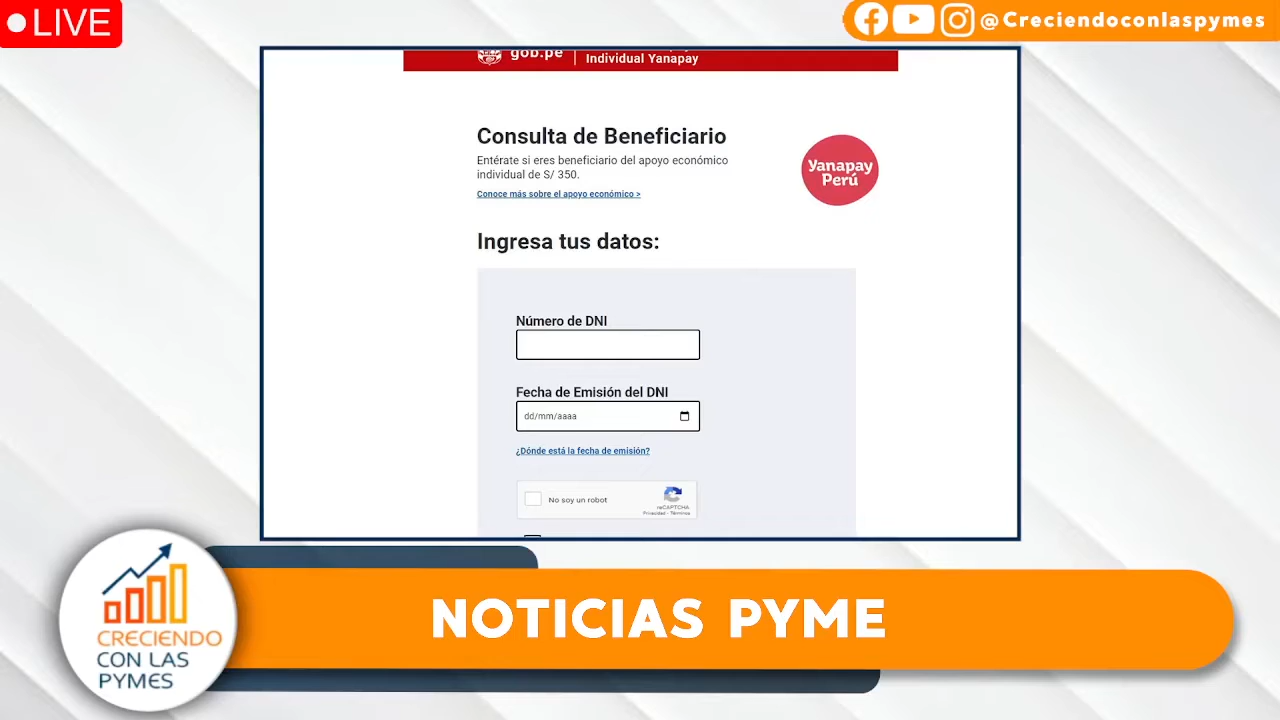 LIVE
@Creciendoconlaspymes
gob.pe
Individual Yanapay
Consulta de Beneficiario
Entérate si eres beneficiario del apoyo económico
individual de S/ 350.
Conoce más sobre el apoyo económico >
Yanapay
Perú
Ingresa tus datos:
Número de DNI
Fecha de Emisión del DNI
dd/mm/aaaa
¿Dónde está la fecha de emisión?
No soy un robot
reCAPTCHA
Privacidad - Términos
NOTICIAS PYME
CRECIENDO
CON LAS
PYMES